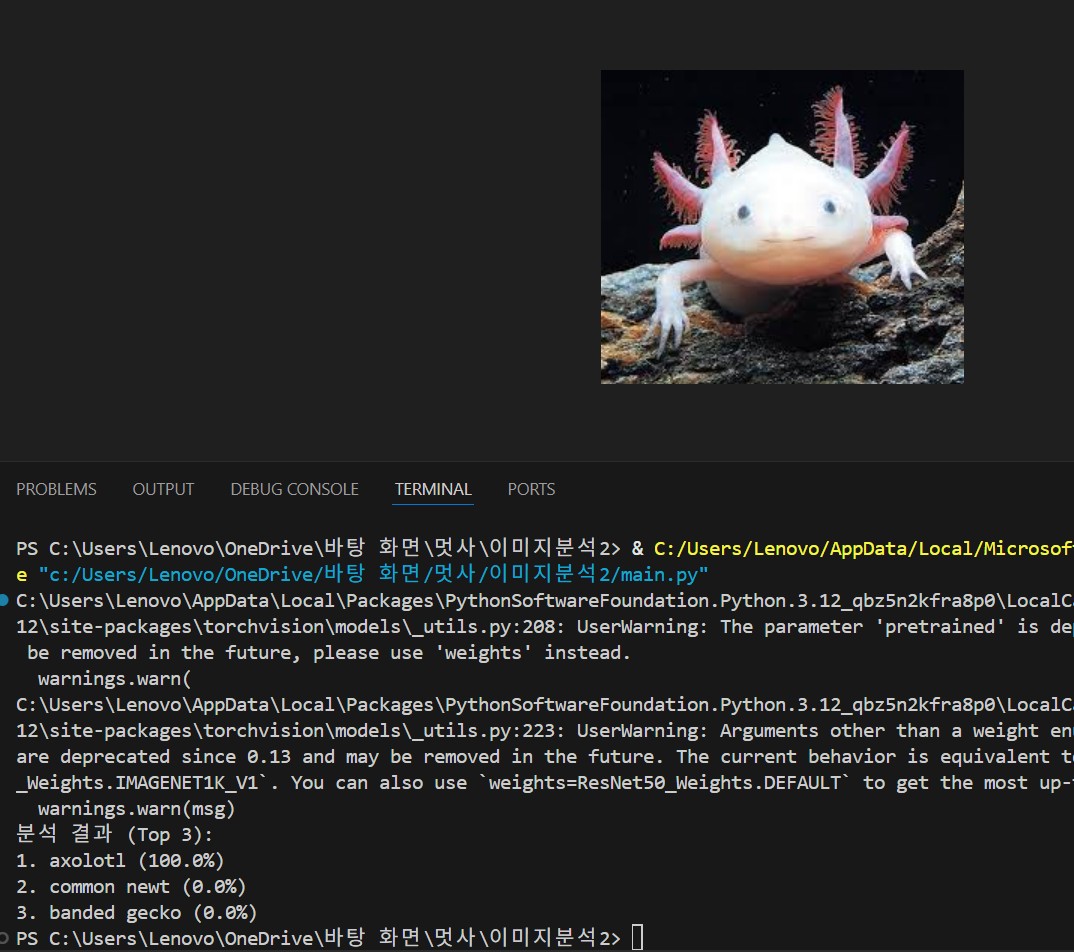 PROBLEMS OUTPUT DEBUG CONSOLE TERMINAL PORTS
PS C:\Users\Lenovo\OneDrive\바탕 화면\멋사\이미지분석2> & C:/Users/Lenovo/AppData/Local/Microsof
e "c:/Users/Lenovo/OneDrive/바탕 화면/멋사/이미지분석2/main.py"
C:\Users\Lenovo\AppData\Local\Packages\PythonSoftwareFoundation.Python.3.12_qbz5n2kfra8p0\LocalCa
12\site-packages\torchvision\models\_utils.py:208: UserWarning: The parameter 'pretrained' is dep
be removed in the future, please use 'weights' instead.
warnings.warn(
C:\Users\Lenovo\AppData\Local\Packages\PythonSoftwareFoundation.Python.3.12_qbz5n2kfra8p0\LocalCa
12\site-packages\torchvision\models\_utils.py:223: UserWarning: Arguments other than a weight enu
are deprecated since 0.13 and may be removed in the future. The current behavior is equivalent to
_Weights.IMAGENET1K_V1`. You can also use `weights=ResNet50_Weights.DEFAULT` to get the most up-
warnings.warn(msg)
분석 결과 (Top 3):
1. axolotl (100.0%)
2. common newt (0.0%)
3. banded gecko (0.0%)
PS C:\Users\Lenovo\OneDrive\바탕 화면\멋사\이미지분석2>